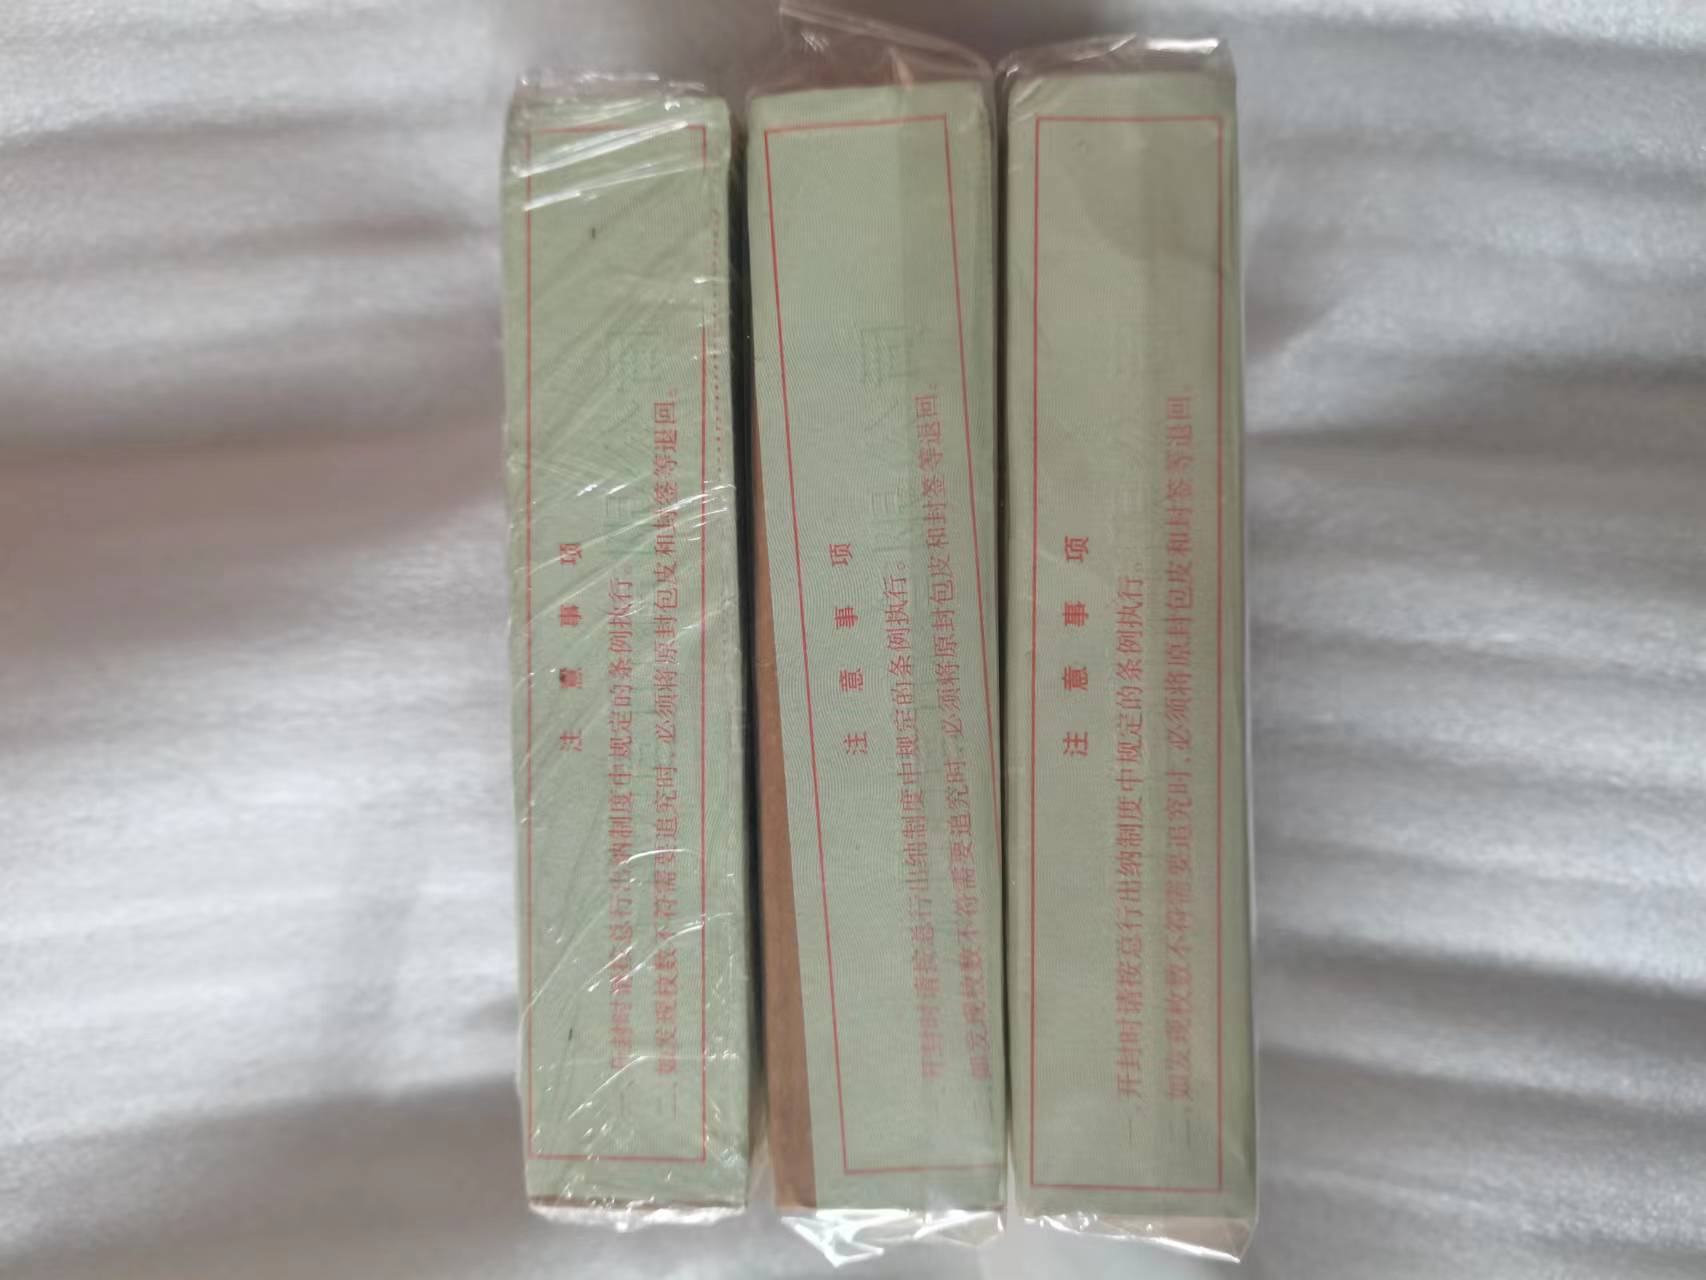 注意事项
一、开封时请按总行出纳制度中规定的条例执行。
二、如发现枚数不符需要追究时，必须将原封包皮和封签等退回。
注意事项
一、开封时请按总行出纳制度中规定的条例执行。
二、如发现枚数不符需要追究时，必须将原封包皮和封签等退回。
注意事项
一、开封时请按总行出纳制度中规定的条例执行。
二、如发现枚数不符需要追究时，必须将原封包皮和封签等退回。